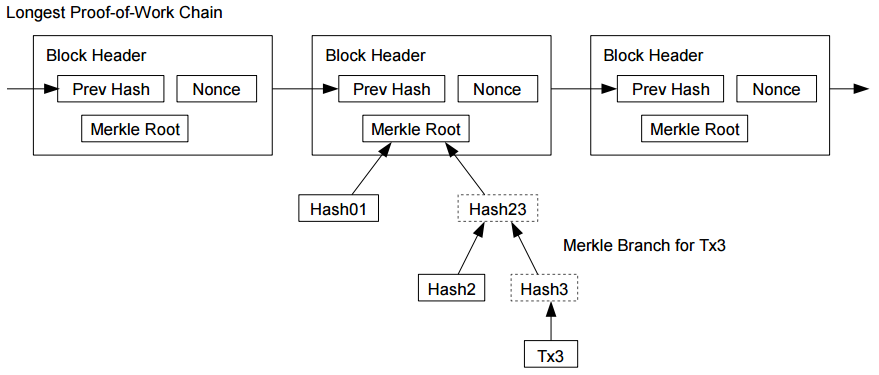 Longest Proof-of-Work Chain
Block Header
Block Header
Block Header
Prev Hash
Nonce
Prev Hash
Nonce
Prev Hash
Nonce
Merkle Root
Merkle Root
Merkle Root
Hash01
Hash23
Merkle Branch for Tx3
Hash2
Hash3
Tx3